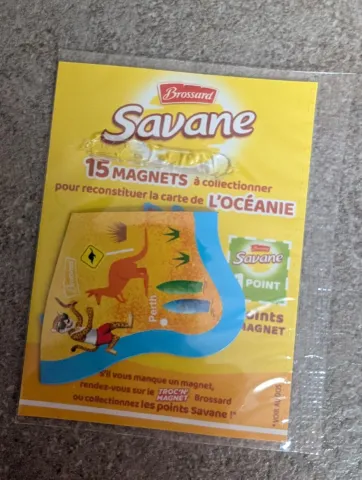 Brossard
Savane
15 MAGNETS à collectionner
pour reconstituer la carte de L'OCÉANIE
Brossard
Savane
POINT
Perth
MAGNET
s'il vous manque un magnet,
rendez-vous sur le TROC'N' MAGNET Brossard
ou collectionnez les points Savane !*